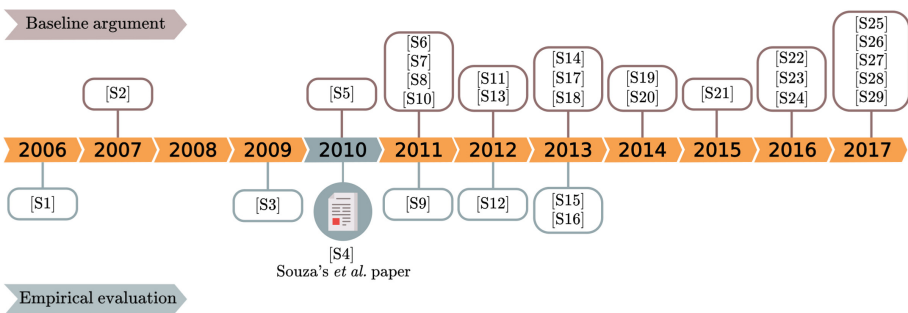 Baseline argument
[S25]
[S26]
[S27]
[S28]
[S29]
[S6]
[S7]
[S8]
[S10]
[S14]
[S17]
[S18]
[S22]
[S23]
[S24]
[S11]
[S13]
[S19]
[S20]
[S2]
[S5]
[S21]
2006 2007 2008 2009 2010 2011 2012 2013 2014 2015 2016 2017
[S1]
[S3]
[S9]
[S12]
[S15]
[S16]
[S4]
Souza's et al. paper
Empirical evaluation